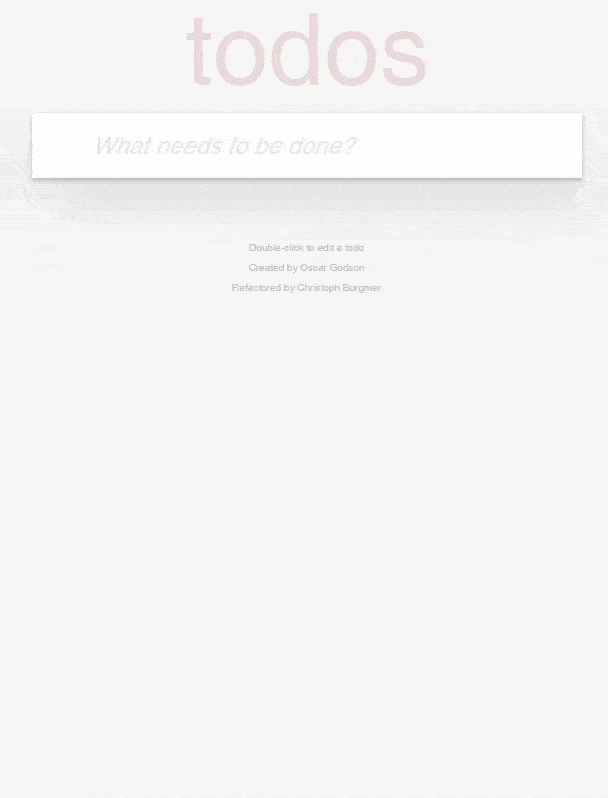 todos
What needs to be done?
Double-click to edit a todo
Created by Oscar Godson
Refactored by Christoph Burgmer